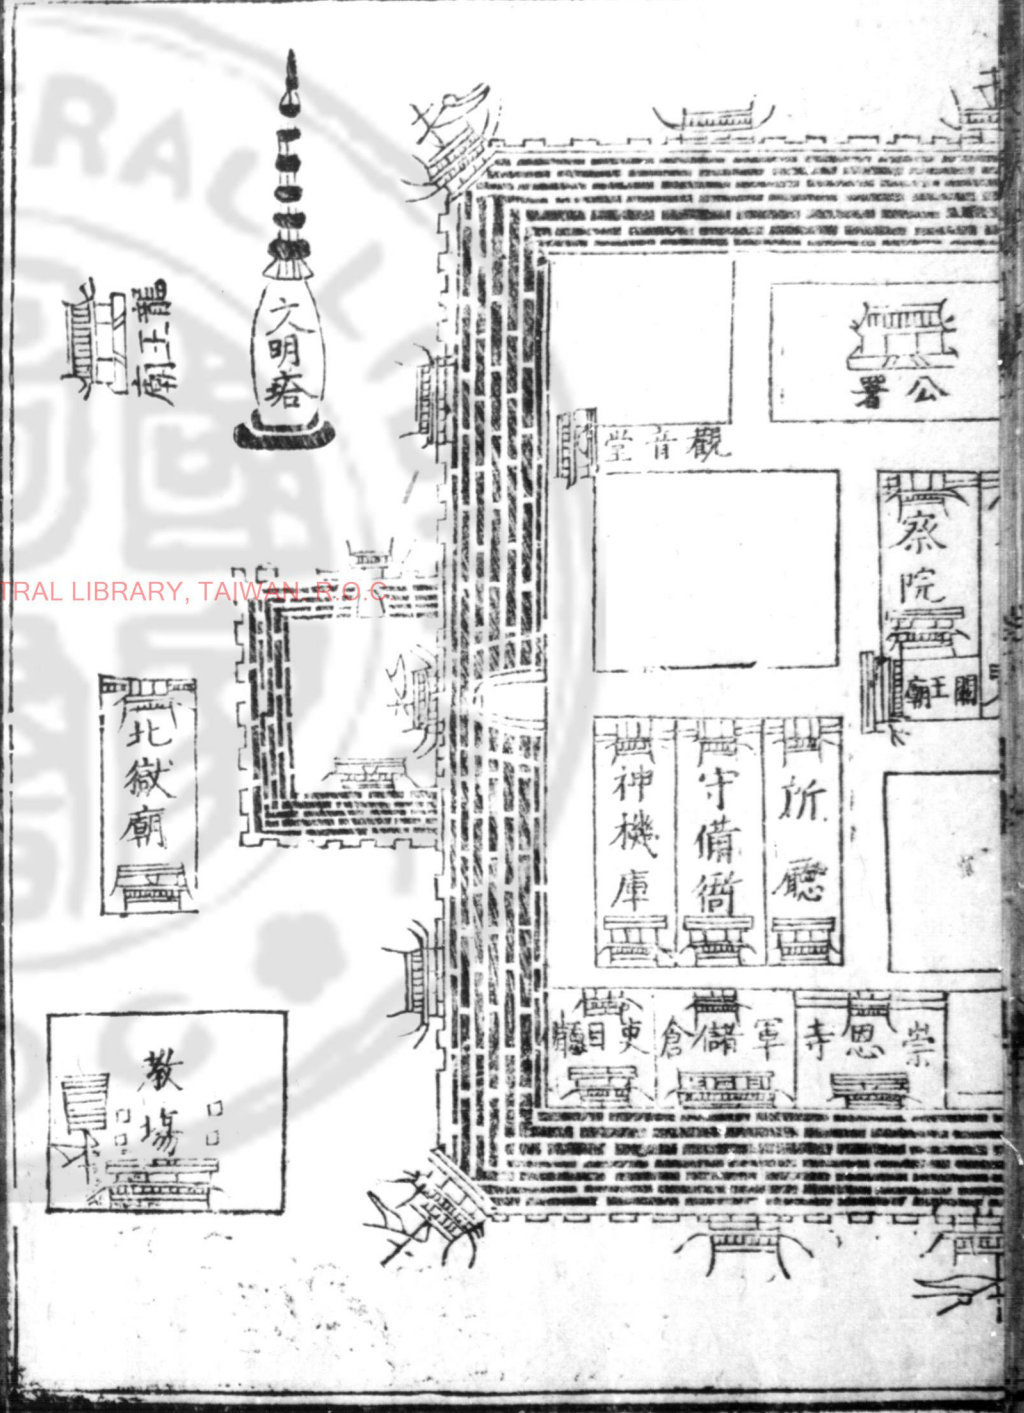 公署
觀音堂
察院
關王廟
所廳
守備衙
神機庫
崇恩寺
軍儲倉
吏目廳
文明塔
龍王廟
北嶽廟
教場
TRAL LIBRARY, TAIWAN, R.O.C.
RAL L